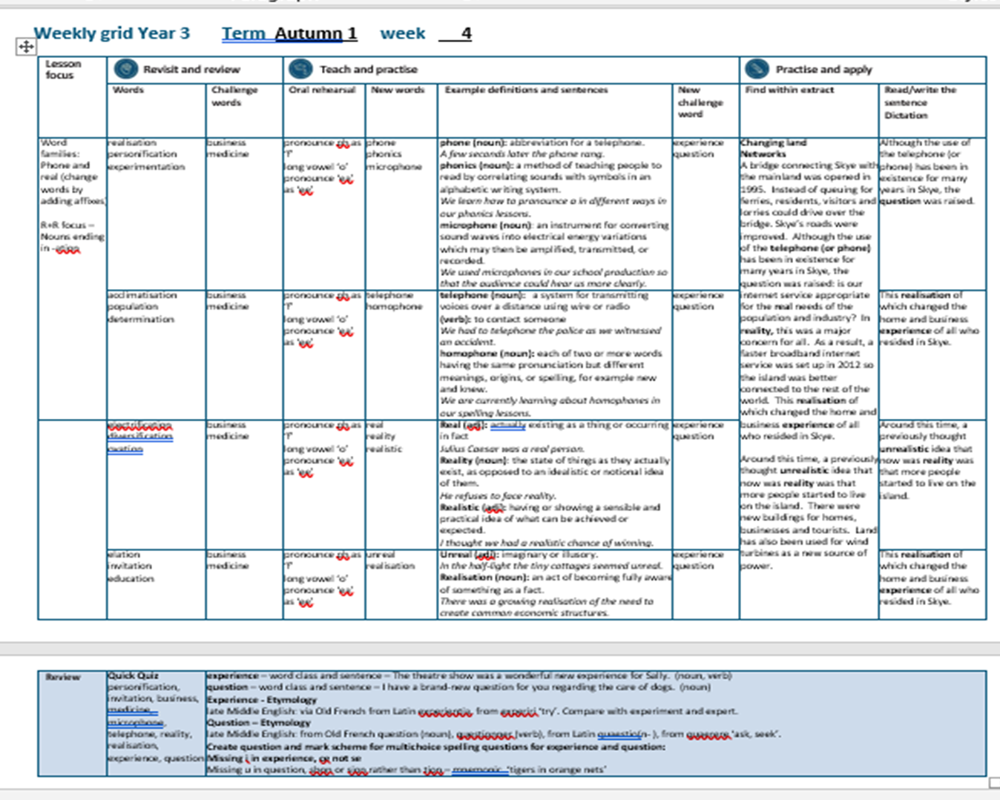 Weekly grid Year 3 Term Autumn 1 week 4
Lesson focus
Revisit and review
Teach and practise
Practise and apply
Words
Challenge words
Oral rehearsal
New words
Example definitions and sentences
New challenge word
Find within extract
Read/write the sentence Dictation
Word
families:
Phone and
real (change
words by
adding affixes)
R+R focus –
Nouns ending
in -ation
realisation
personification
experimentation
business
medicine
pronounce ph as
'f'
long vowel 'o'
pronounce 'ea'
as 'ee'
phone
phonics
microphone
phone (noun): abbreviation for a telephone.
A few seconds later the phone rang.
phonics (noun): a method of teaching people to
read by correlating sounds with symbols in an
alphabetic writing system.
We learn how to pronounce a in different ways in
our phonics lessons.
microphone (noun): an instrument for converting
sound waves into electrical energy variations
which may then be amplified, transmitted, or
recorded.
We used microphones in our school production so
that the audience could hear us more clearly.
experience
question
Changing land
Networks
A bridge connecting Skye with
the mainland was opened in
1995. Instead of queuing for
ferries, residents, visitors and
lorries could drive over the
bridge. Skye's roads were
improved. Although the use
of the telephone (or phone)
has been in existence for
many years in Skye, the
question was raised: is our
internet service appropriate
for the real needs of the
population and industry? In
reality, this was a major
concern for all. As a result, a
faster broadband internet
service was set up in 2012 so
the island was better
connected to the rest of the
world. This realisation of
which changed the home and
business experience of all
who resided in Skye.
Around this time, a previously
thought unrealistic idea that
now was reality was that
more people started to live
on the island. There were
new buildings for homes,
businesses and tourists. Land
has also been used for wind
turbines as a new source of
power.
Although the use of
the telephone (or
phone) has been in
existence for many
years in Skye, the
question was raised.
acclimatisation
population
determination
business
medicine
pronounce ph as
'f'
long vowel 'o'
pronounce 'ea'
as 'ee'
telephone
homophone
telephone (noun): a system for transmitting
voices over a distance using wire or radio
(verb): to contact someone
We had to telephone the police as we witnessed
an accident.
homophone (noun): each of two or more words
having the same pronunciation but different
meanings, origins, or spelling, for example new
and knew.
We are currently learning about homophones in
our spelling lessons.
experience
question
This realisation of
which changed the
home and business
experience of all who
resided in Skye.
electrification
diversification
ovation
business
medicine
pronounce ph as
'f'
long vowel 'o'
pronounce 'ea'
as 'ee'
real
reality
realistic
Real (adj): actually existing as a thing or occurring
in fact
Julius Caesar was a real person.
Reality (noun): the state of things as they actually
exist, as opposed to an idealistic or notional idea
of them.
He refuses to face reality.
Realistic (adj): having or showing a sensible and
practical idea of what can be achieved or
expected.
I thought we had a realistic chance of winning.
experience
question
Around this time, a
previously thought
unrealistic idea that
now was reality was
that more people
started to live on the
island.
elation
invitation
education
business
medicine
pronounce ph as
'f'
long vowel 'o'
pronounce 'ea'
as 'ee'
unreal
realisation
Unreal (adj): imaginary or illusory.
In the half-light the tiny cottages seemed unreal.
Realisation (noun): an act of becoming fully aware
of something as a fact.
There was a growing realisation of the need to
create common economic structures.
experience
question
This realisation of
which changed the
home and business
experience of all who
resided in Skye.
Review
Quick Quiz
personification,
invitation, business,
medicine,
microphone,
telephone, reality,
realisation,
experience, question
experience – word class and sentence – The theatre show was a wonderful new experience for Sally. (noun, verb)
question – word class and sentence – I have a brand-new question for you regarding the care of dogs. (noun)
Experience - Etymology
late Middle English: via Old French from Latin experientia, from experiri 'try'. Compare with experiment and expert.
Question – Etymology
late Middle English: from Old French question (noun), questionner (verb), from Latin quaestio(n-), from quaerere 'ask, seek'.
Create question and mark scheme for multichoice spelling questions for experience and question:
Missing i in experience, ce not se
Missing u in question, shon or sion rather than tion – mnemonic 'tigers in orange nets'